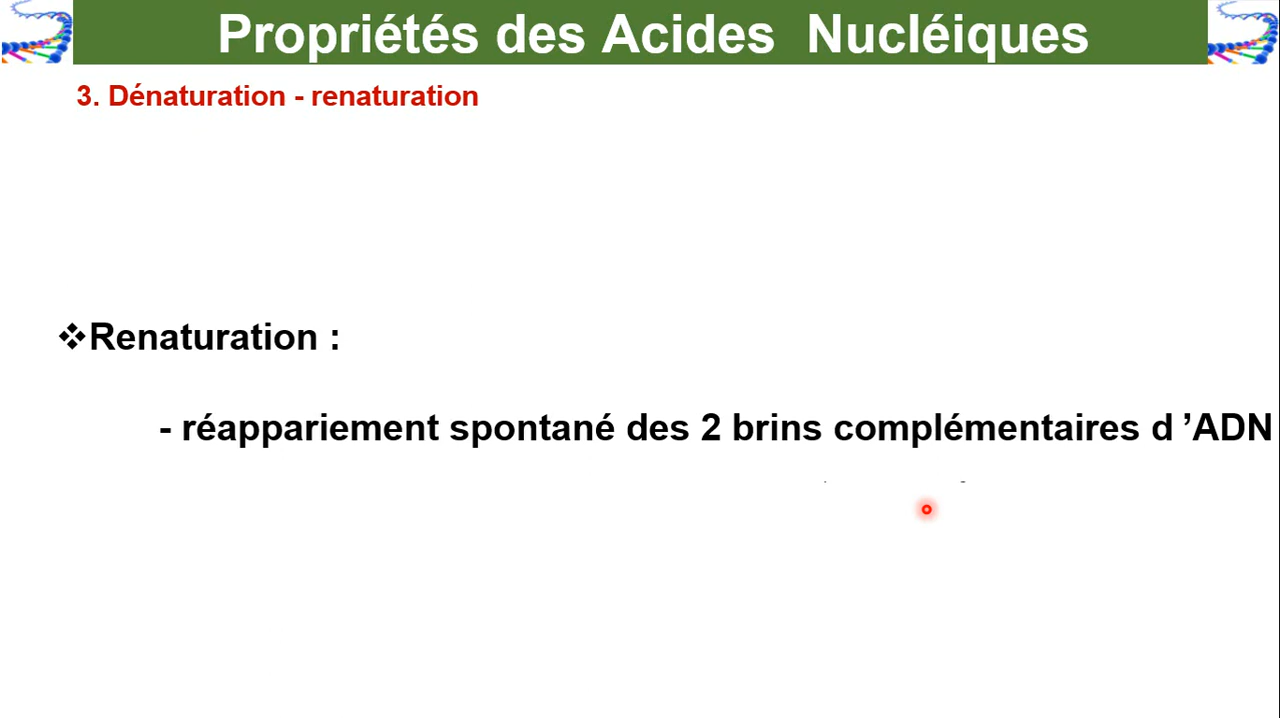 Propriétés des Acides Nucléiques
3. Dénaturation - renaturation
❖Renaturation :
- réappariement spontané des 2 brins complémentaires d ’ADN